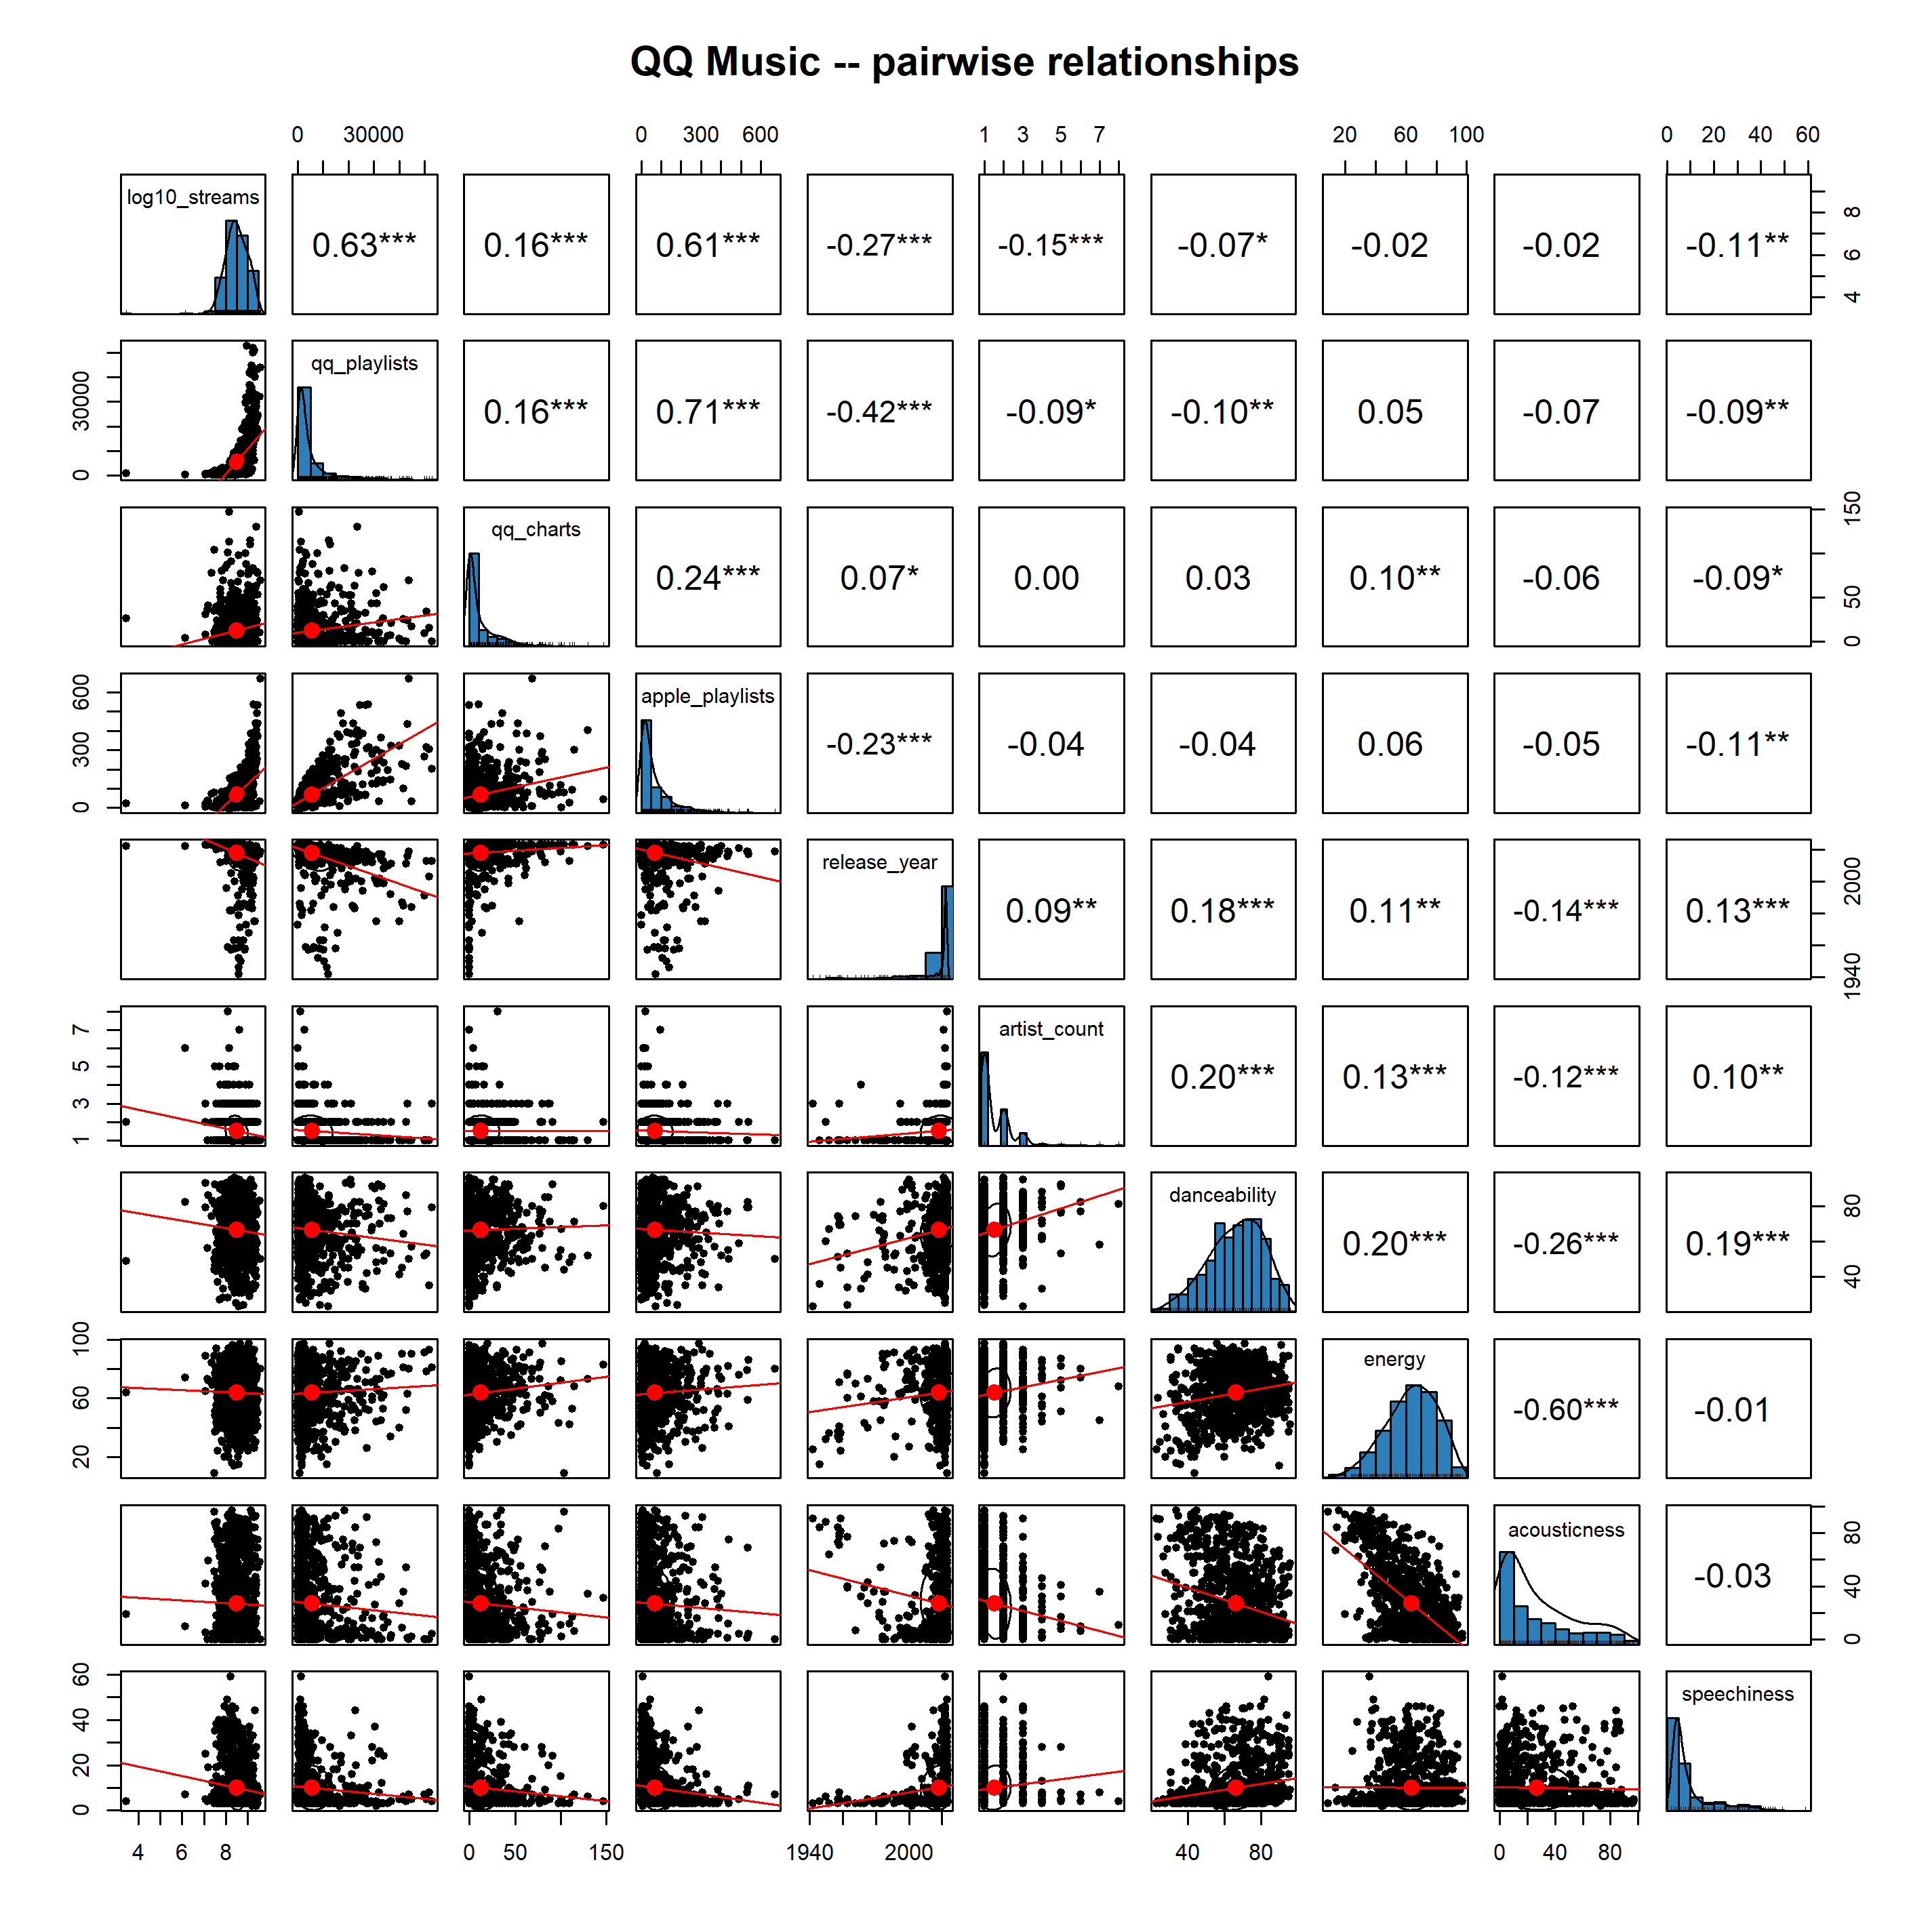 QQ Music -- pairwise relationships
0 30000 0 300 600 1 3 5 7 20 60 100 0 20 40 60
log10_streams 0.63*** 0.16*** 0.61*** -0.27*** -0.15*** -0.07* -0.02 -0.02 -0.11** 4 6 8
0 30000 qq_playlists 0.16*** 0.71*** -0.42*** -0.09* -0.10** 0.05 -0.07 -0.09**
qq_charts 0.24*** 0.07* 0.00 0.03 0.10** -0.06 -0.09* 0 50 150
0 300 600 apple_playlists -0.23*** -0.04 -0.04 0.06 -0.05 -0.11**
release_year 0.09** 0.18*** 0.11** -0.14*** 0.13*** 1940 2000
1 3 5 7 artist_count 0.20*** 0.13*** -0.12*** 0.10**
danceability 0.20*** -0.26*** 0.19*** 40 80
20 60 100 energy -0.60*** -0.01
acousticness -0.03 0 40 80
0 20 40 60 speechiness
4 6 8 0 50 150 1940 2000 40 80 0 40 80